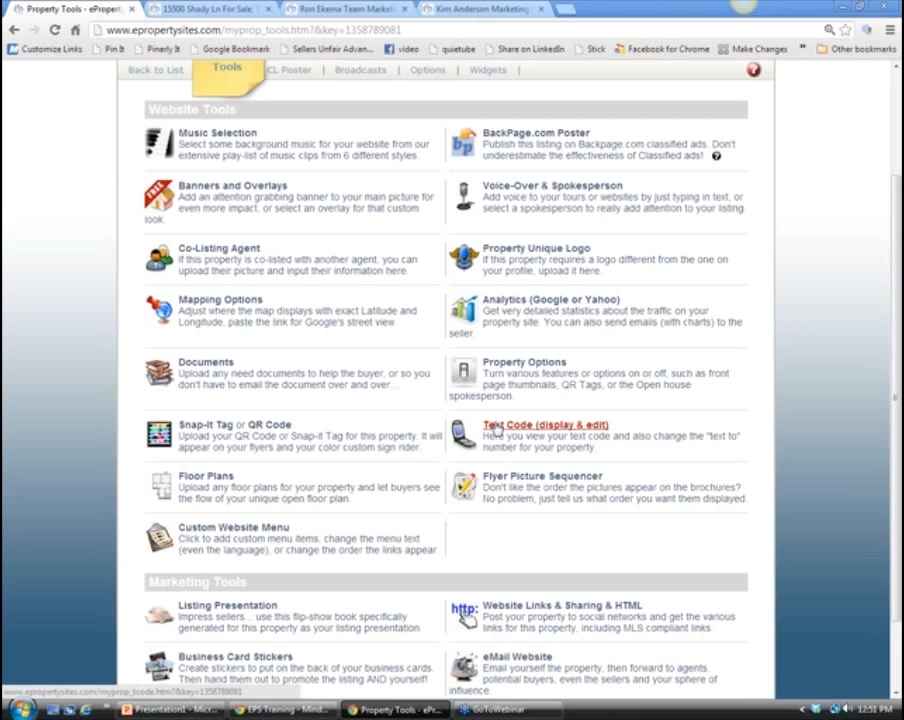 Property Tools - eProper
15500 Shady Ln For Sale,
Ron Ekema Team Market
Kim Anderson Marketing
www.epropertysites.com/myprop_tools.htm?&key=1358789081
Customize Links
Pin It
Pinerly It
Google Bookmark
Sellers Unfair Advan...
video
quietube
Share on LinkedIn
Stick
Facebook for Chrome
Make Changes
Other bookmarks
Back to List
Tools
CL Poster
Broadcasts
Options
Widgets
Website Tools
Music Selection
Select some background music for your website from
our extensive play-list of music clips from 6 different styles.
BackPage.com Poster
Publish this listing on Backpage.com classified ads. Don't
underestimate the effectiveness of Classified ads!
Banners and Overlays
Add an attention grabbing banner to your main picture for
even more impact, or select an overlay for that custom
look.
Voice-Over & Spokesperson
Add voice to your tours or websites by just typing in text, or
select a spokesperson to really add attention to your listing.
Co-Listing Agent
If this property is co-listed with another agent, you can
upload their picture and input their information here.
Property Unique Logo
If this property requires a logo different from the one on
your profile, upload it here.
Mapping Options
Adjust where the map displays with exact Latitude and
Longitude, paste the link for Google's street view.
Analytics (Google or Yahoo)
Get very detailed statistics about the traffic on your
property site. You can also send emails (with charts) to the
seller.
Documents
Upload any need documents to help the buyer, or so you
don't have to email the document over and over...
Property Options
Turn various features or options on or off, such as front
page thumbnails, QR Tags, or the Open house
spokesperson.
Snap-it Tag or QR Code
Upload your QR Code or Snap-it Tag for this property. It will
appear on your flyers and your color custom sign rider.
Text Code (display & edit)
Here you view your text code and also change the "text to"
number for your property.
Floor Plans
Upload any floor plans for your property and let buyers see
the flow of your unique open floor plan.
Flyer Picture Sequencer
Don't like the order the pictures appear on the brochures?
No problem, just tell us what order you want them displayed.
Custom Website Menu
Click to add custom menu items, change the menu text
(even the language), or change the order the links appear.
Marketing Tools
Listing Presentation
Impress sellers... use this flip-show book specifically
generated for this property as your listing presentation.
http:
Website Links & Sharing & HTML
Post your property to social networks and get the various
links for this property, including MLS compliant links.
Business Card Stickers
Create stickers to put on the back of your business cards.
Then hand them out to promote the listing AND yourself!
eMail Website
Email yourself the property, then forward to agents,
potential buyers, even the sellers and your sphere of
influence.
www.epropertysites.com/myprop_tcode.htm?&key=1358789081
Presentation1 - Micr...
EPS Training - Mind...
Property Tools - ePr...
GoToWebinar
12:51 PM